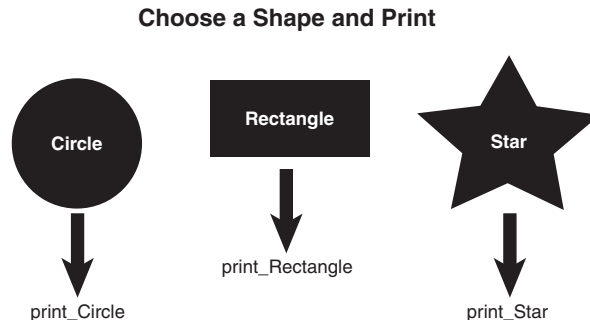 Choose a Shape and Print
Circle
Rectangle
Star
print_Rectangle
print_Circle
print_Star